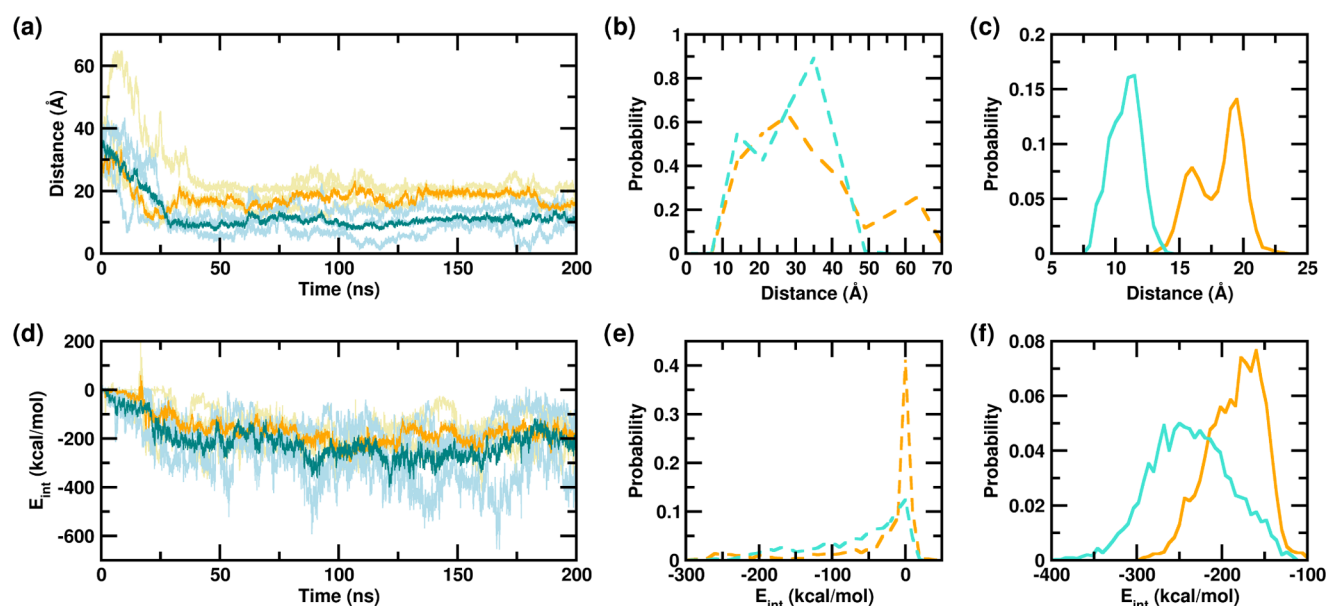 (a)
Distance (Å)
60
40
20
0
0 50 100 150 200
Time (ns)
(b)
Probability
1
0.8
0.6
0.4
0.2
0
0 10 20 30 40 50 60 70
Distance (Å)
(c)
Probability
0.2
0.15
0.1
0.05
0
5 10 15 20 25
Distance (Å)
(d)
E_int (kcal/mol)
200
0
-200
-400
-600
0 50 100 150 200
Time (ns)
(e)
Probability
0.4
0.3
0.2
0.1
0
-300 -200 -100 0
E_int (kcal/mol)
(f)
Probability
0.08
0.06
0.04
0.02
0
-400 -300 -200 -100
E_int (kcal/mol)